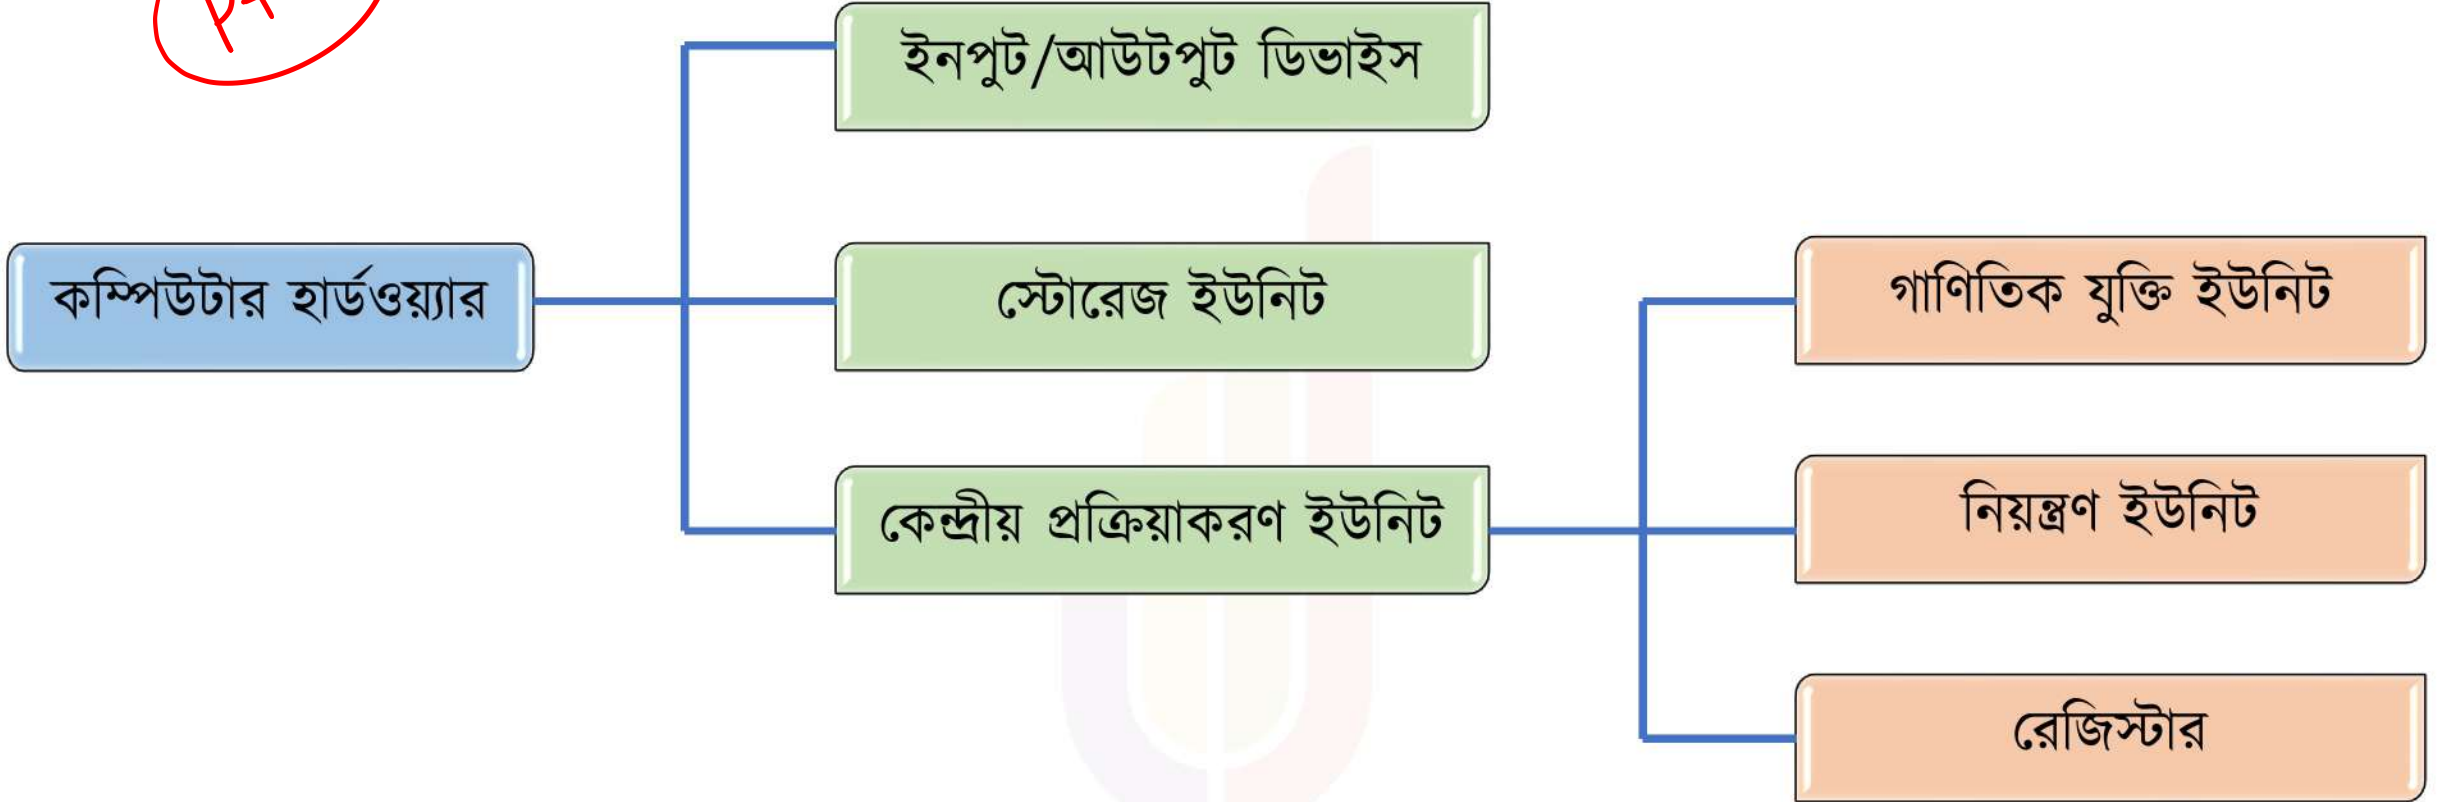 ইনপুট/আউটপুট ডিভাইস
কম্পিউটার হার্ডওয়্যার
স্টোরেজ ইউনিট
গাণিতিক যুক্তি ইউনিট
কেন্দ্রীয় প্রক্রিয়াকরণ ইউনিট
নিয়ন্ত্রণ ইউনিট
রেজিস্টার